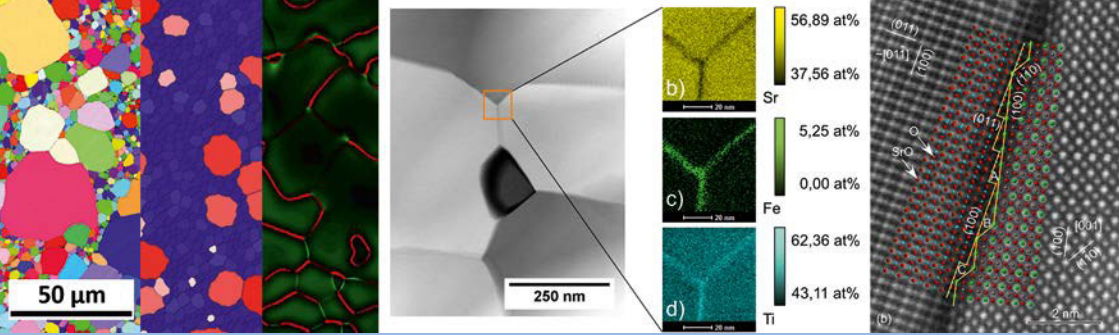 50 µm
250 nm
b)
20 nm
56,89 at%
37,56 at%
Sr
c)
20 nm
5,25 at%
0,00 at%
Fe
d)
20 nm
62,36 at%
43,11 at%
Ti
(011)
[011]
(100)
(110)
(100)
(011)
O
SrO
A
(100)
B
C
(100)
[001]
(110)
(b)
2 nm